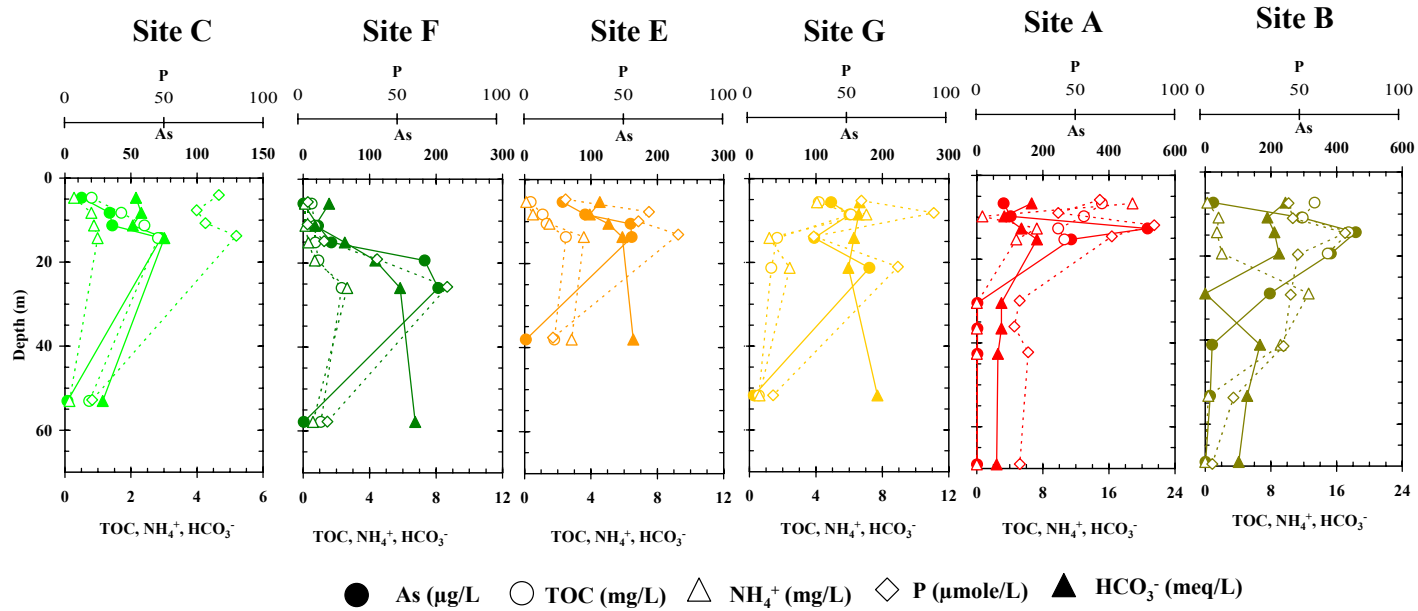 Site C Site F Site E Site G Site A Site B
P P P P P P
0 50 100 0 50 100 0 50 100 0 50 100 0 50 100 0 50 100
As As As As As As
0 50 100 150 0 100 200 300 0 100 200 300 0 100 200 300 0 200 400 600 0 200 400 600
0
20
40
60
Depth (m)
0 2 4 6 0 4 8 12 0 4 8 12 0 4 8 12 0 8 16 24 0 8 16 24
TOC, NH₄⁺, HCO₃⁻ TOC, NH₄⁺, HCO₃⁻ TOC, NH₄⁺, HCO₃⁻ TOC, NH₄⁺, HCO₃⁻ TOC, NH₄⁺, HCO₃⁻ TOC, NH₄⁺, HCO₃⁻
As (µg/L TOC (mg/L) NH₄⁺ (mg/L) P (µmole/L) HCO₃⁻ (meq/L)